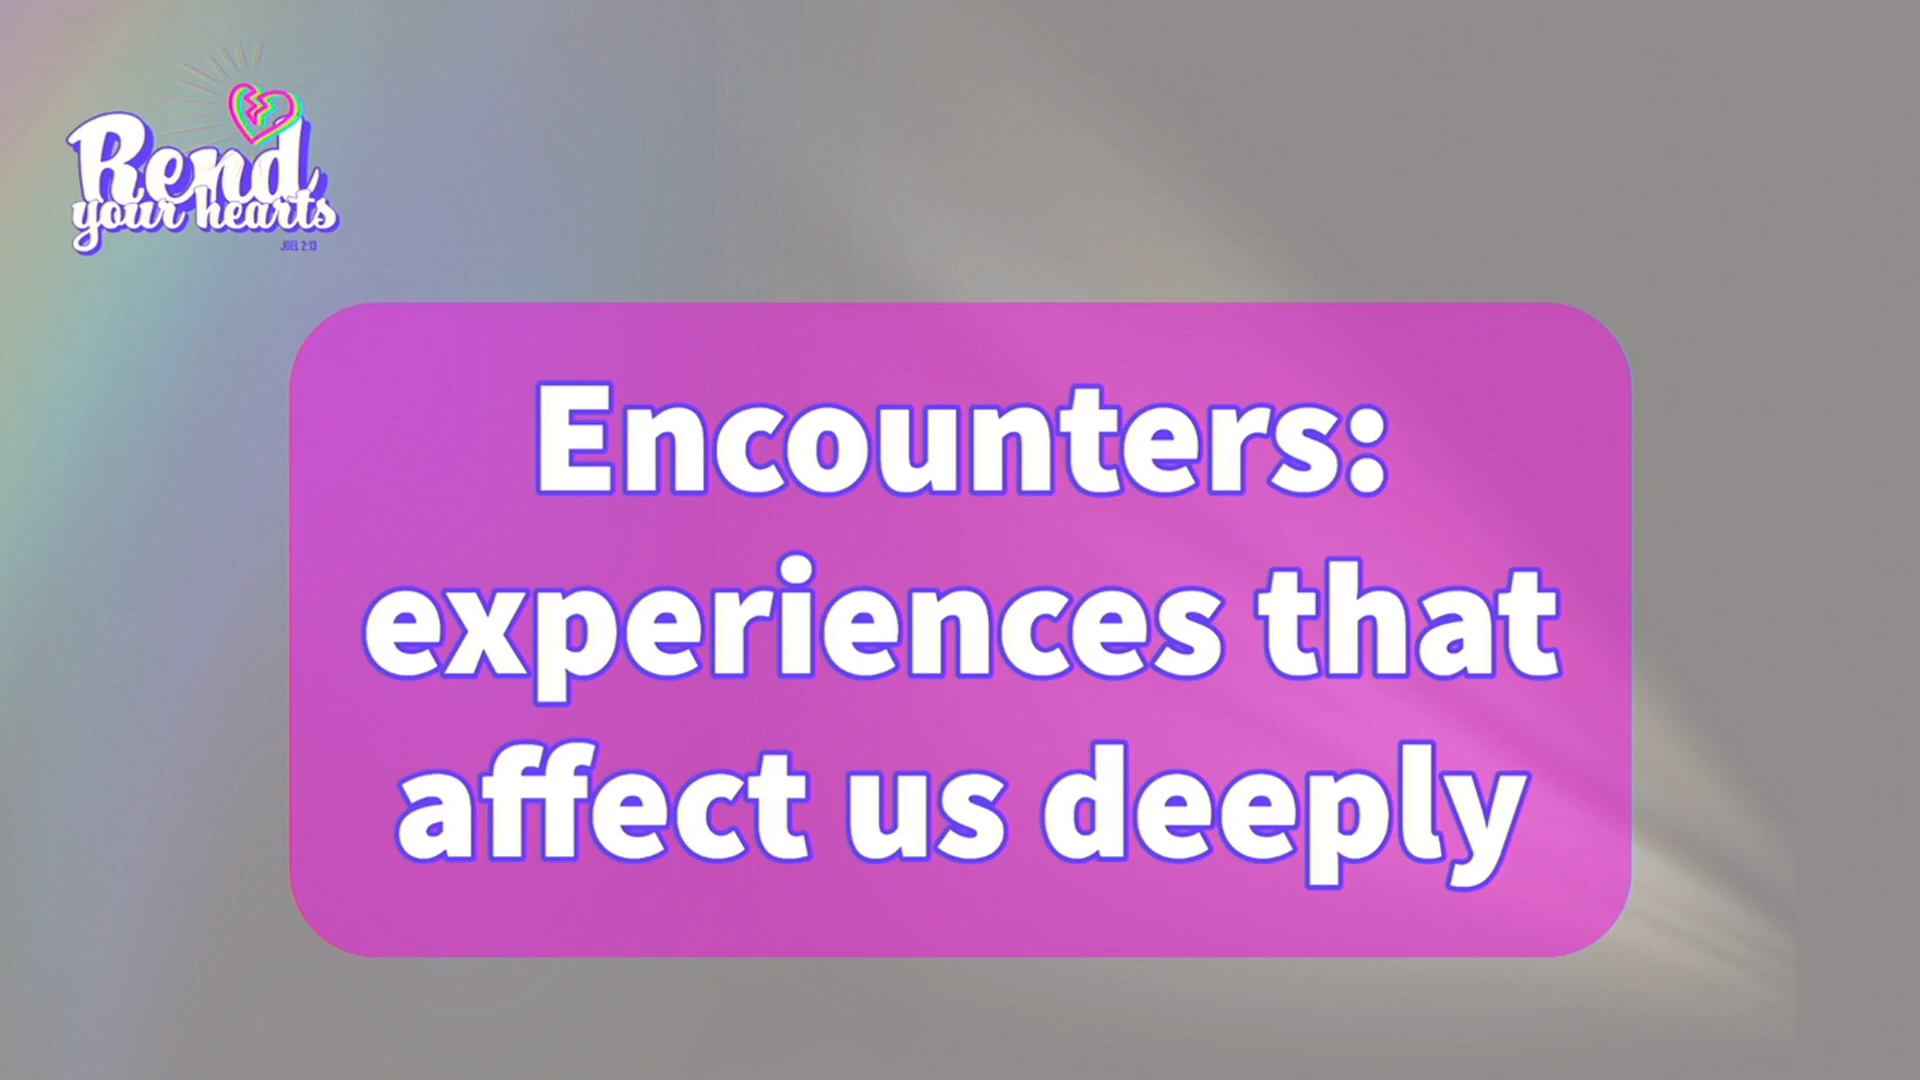 Rend
your hearts
JOEL 2:13
Encounters:
experiences that
affect us deeply